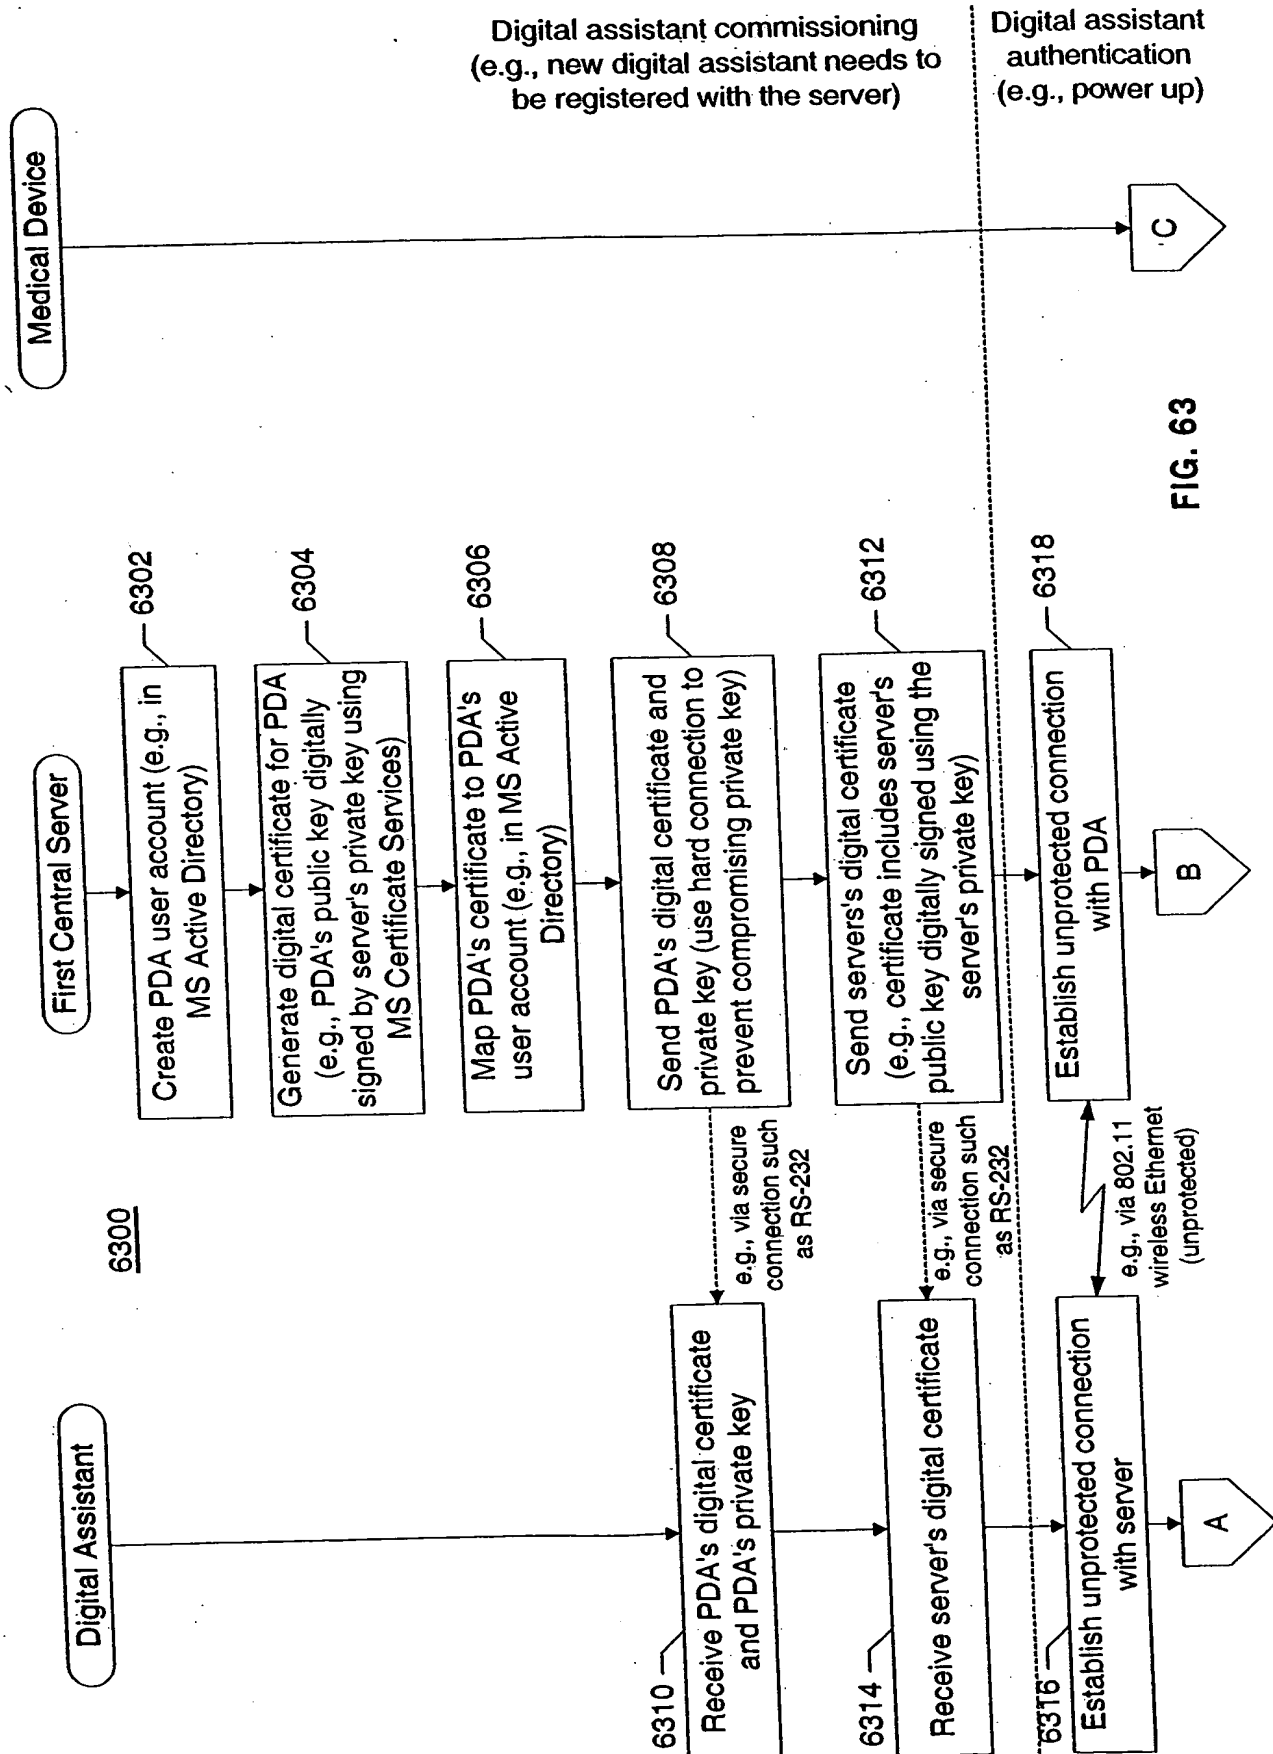 6300
Digital Assistant
First Central Server
Medical Device
Digital assistant commissioning
(e.g., new digital assistant needs to
be registered with the server)
Create PDA user account (e.g., in
MS Active Directory)
6302
Generate digital certificate for PDA
(e.g., PDA's public key digitally
signed by server's private key using
MS Certificate Services)
6304
Map PDA's certificate to PDA's
user account (e.g., in MS Active
Directory)
6306
Send PDA's digital certificate and
private key (use hard connection to
prevent compromising private key)
6308
e.g., via secure
connection such
as RS-232
6310
Receive PDA's digital certificate
and PDA's private key
Send servers's digital certificate
(e.g., certificate includes server's
public key digitally signed using the
server's private key)
6312
e.g., via secure
connection such
as RS-232
6314
Receive server's digital certificate
Digital assistant
authentication
(e.g., power up)
6316
Establish unprotected connection
with server
e.g., via 802.11
wireless Ethernet
(unprotected)
Establish unprotected connection
with PDA
6318
A
B
C
FIG. 63